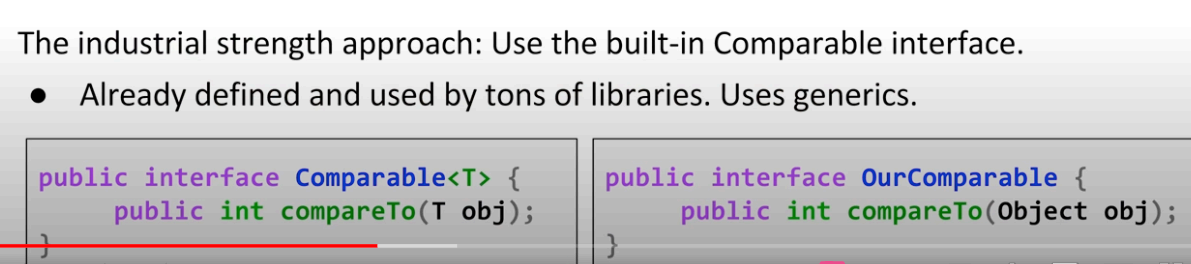 The industrial strength approach: Use the built-in Comparable interface.
● Already defined and used by tons of libraries. Uses generics.
public interface Comparable<T> {
public int compareTo(T obj);
}
public interface OurComparable {
public int compareTo(Object obj);
}